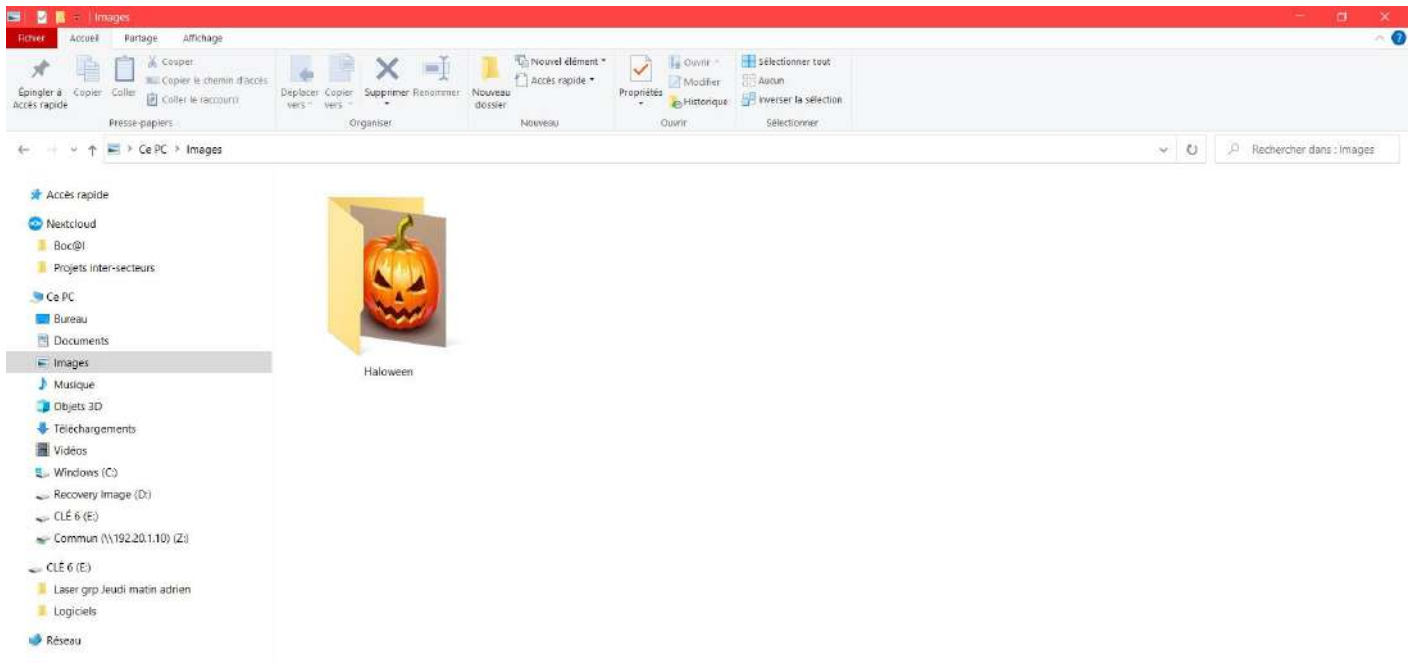 Images
Fichier Accueil Partage Affichage
Épingler à
Accès rapide
Copier
Coller
Couper
Copier le chemin d'accès
Coller le raccourci
Presse-papiers
Déplacer
vers
Copier
vers
Supprimer
Renommer
Organiser
Nouveau
dossier
Nouvel élément
Accès rapide
Nouveau
Propriétés
Ouvrir
Modifier
Historique
Ouvrir
Sélectionner tout
Aucun
Inverser la sélection
Sélectionner
Ce PC > Images
Rechercher dans : Images
Accès rapide
Nextcloud
Boc@l
Projets inter-secteurs
Ce PC
Bureau
Documents
Images
Musique
Objets 3D
Téléchargements
Vidéos
Windows (C:)
Recovery Image (D:)
CLÉ 6 (E:)
Commun (\\192.20.1.10) (Z:)
CLÉ 6 (E:)
Laser grp Jeudi matin adrien
Logiciels
Réseau
Haloween